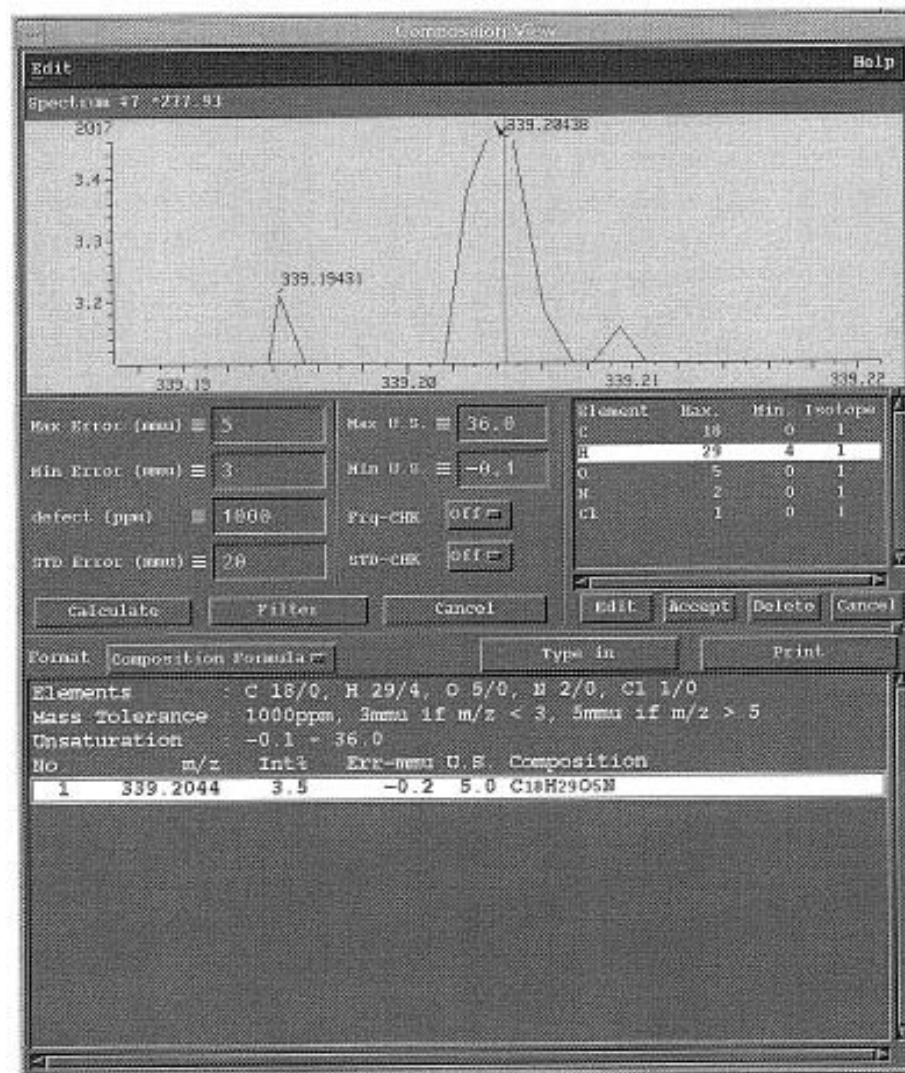 Composition View
Edit Help
Spectrum #7 *237.93
2017 339.20438
3.4
3.3
339.19431
3.2
339.19 339.20 339.21 339.22
Max Error (mmu) 5 Max U.S. 36.0 Element Max. Min. Isotope
C 18 0 1
H 29 4 1
Min Error (mmu) 3 Min U.S. -0.1 O 5 0 1
N 2 0 1
defect (ppm) 1000 Frq-CHK Off Cl 1 0 1
STD Error (mmu) 20 STD-CHK Off
Calculate Filter Cancel Edit Accept Delete Cancel
Format Composition Formula Type in Print
Elements : C 18/0, H 29/4, O 5/0, N 2/0, Cl 1/0
Mass Tolerance : 1000ppm, 3mmu if m/z < 3, 5mmu if m/z > 5
Unsaturation : -0.1 - 36.0
No m/z Int% Err-mmu U.S. Composition
1 339.2044 3.5 -0.2 5.0 C18H29O5N